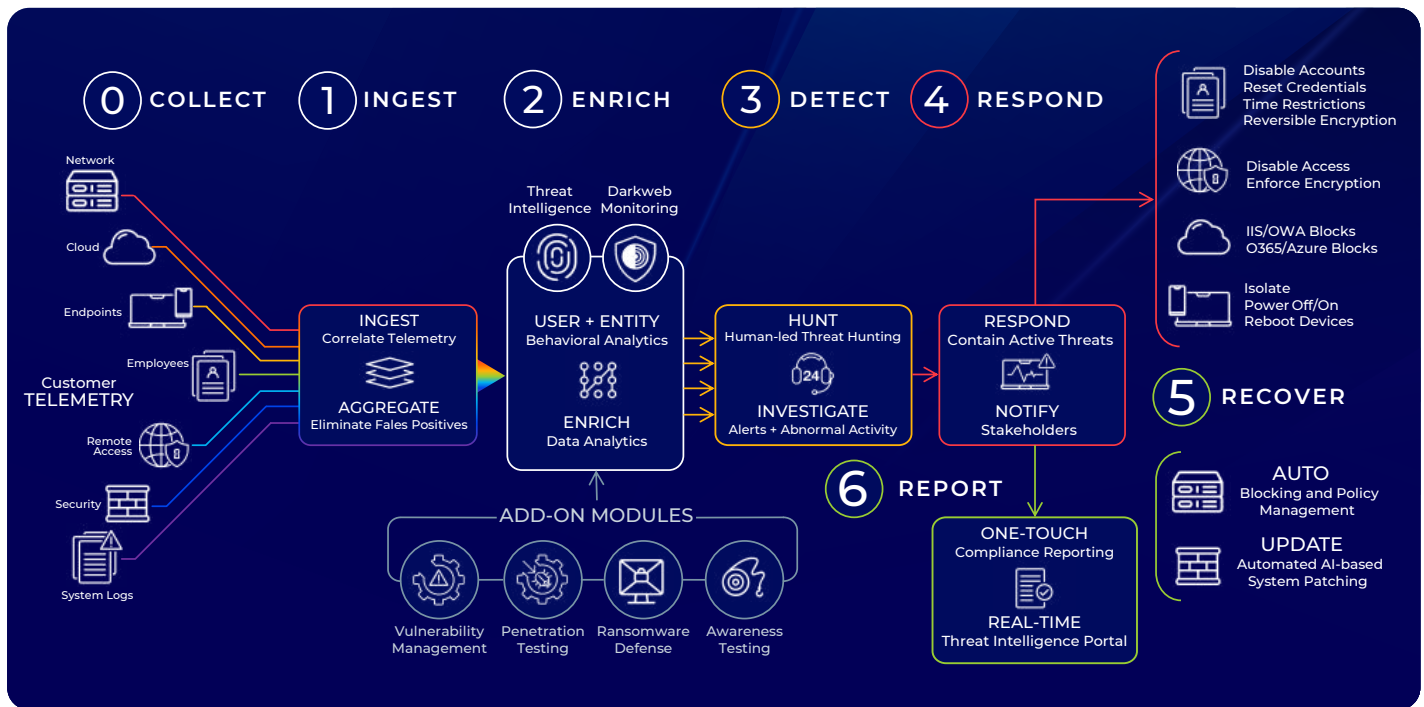 0 COLLECT
1 INGEST
2 ENRICH
3 DETECT
4 RESPOND
Network
Cloud
Endpoints
Employees
Customer
TELEMETRY
Remote
Access
Security
System Logs
INGEST
Correlate Telemetry
AGGREGATE
Eliminate Fales Positives
Threat
Intelligence
Darkweb
Monitoring
USER + ENTITY
Behavioral Analytics
ENRICH
Data Analytics
ADD-ON MODULES
Vulnerability
Management
Penetration
Testing
Ransomware
Defense
Awareness
Testing
HUNT
Human-led Threat Hunting
24
INVESTIGATE
Alerts + Abnormal Activity
RESPOND
Contain Active Threats
NOTIFY
Stakeholders
Disable Accounts
Reset Credentials
Time Restrictions
Reversible Encryption
Disable Access
Enforce Encryption
IIS/OWA Blocks
O365/Azure Blocks
Isolate
Power Off/On
Reboot Devices
5 RECOVER
AUTO
Blocking and Policy
Management
UPDATE
Automated AI-based
System Patching
6 REPORT
ONE-TOUCH
Compliance Reporting
REAL-TIME
Threat Intelligence Portal